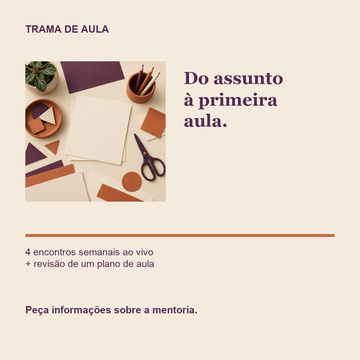 TRAMA DE AULA
Do assunto
à primeira
aula.
4 encontros semanais ao vivo
+ revisão de um plano de aula
Peça informações sobre a mentoria.